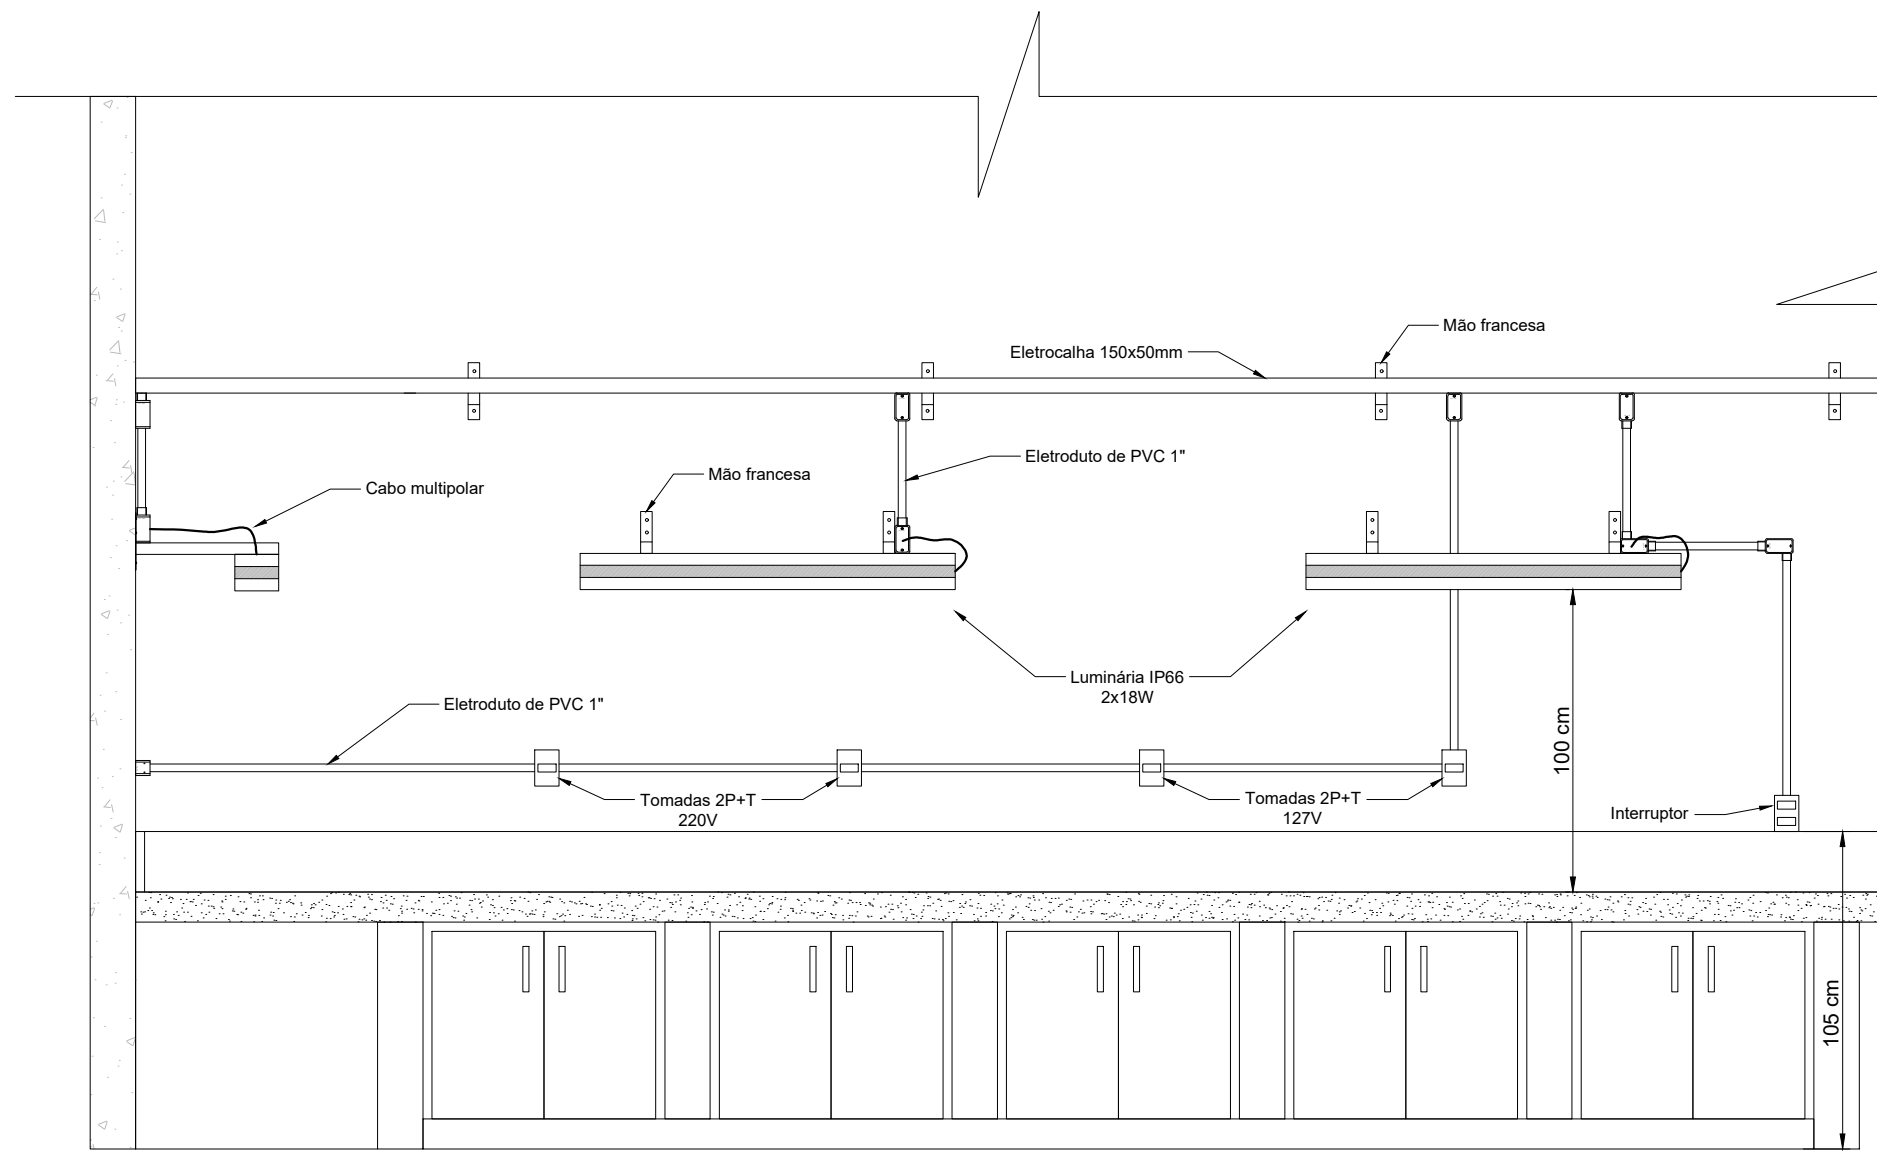 Mão francesa
Eletrocalha 150x50mm
Eletroduto de PVC 1"
Mão francesa
Cabo multipolar
Luminária IP66
2x18W
Eletroduto de PVC 1"
100 cm
Tomadas 2P+T
220V
Tomadas 2P+T
127V
Interruptor
105 cm